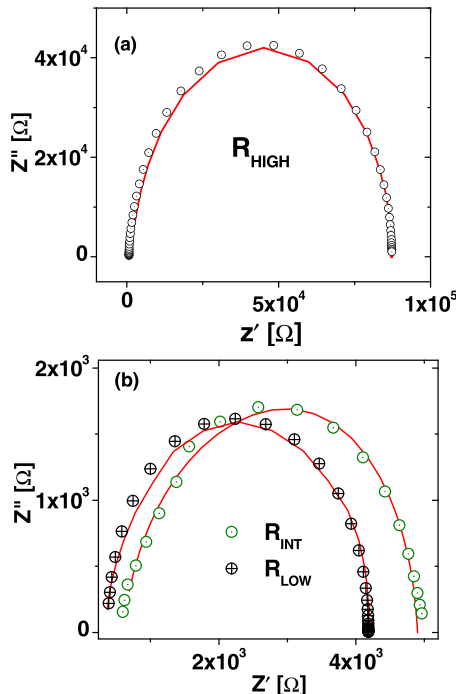 (a)
4x10⁴
2x10⁴
0
Z'' [Ω]
R_HIGH
0
5x10⁴
1x10⁵
Z' [Ω]
(b)
2x10³
1x10³
0
Z'' [Ω]
R_INT
R_LOW
2x10³
4x10³
Z' [Ω]